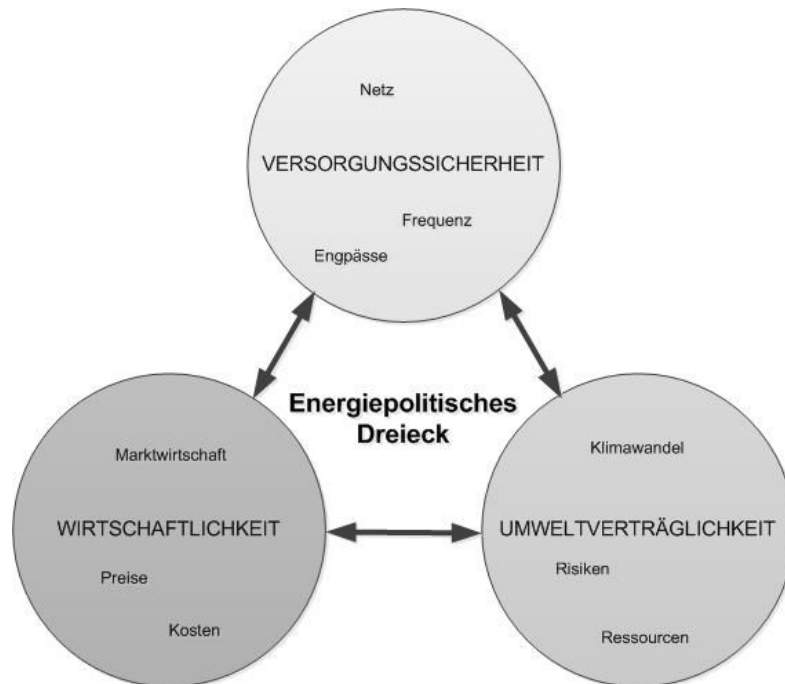 Netz
VERSORGUNGSSICHERHEIT
Frequenz
Engpässe
Energiepolitisches
Dreieck
Marktwirtschaft
WIRTSCHAFTLICHKEIT
Preise
Kosten
Klimawandel
UMWELTVERTRÄGLICHKEIT
Risiken
Ressourcen